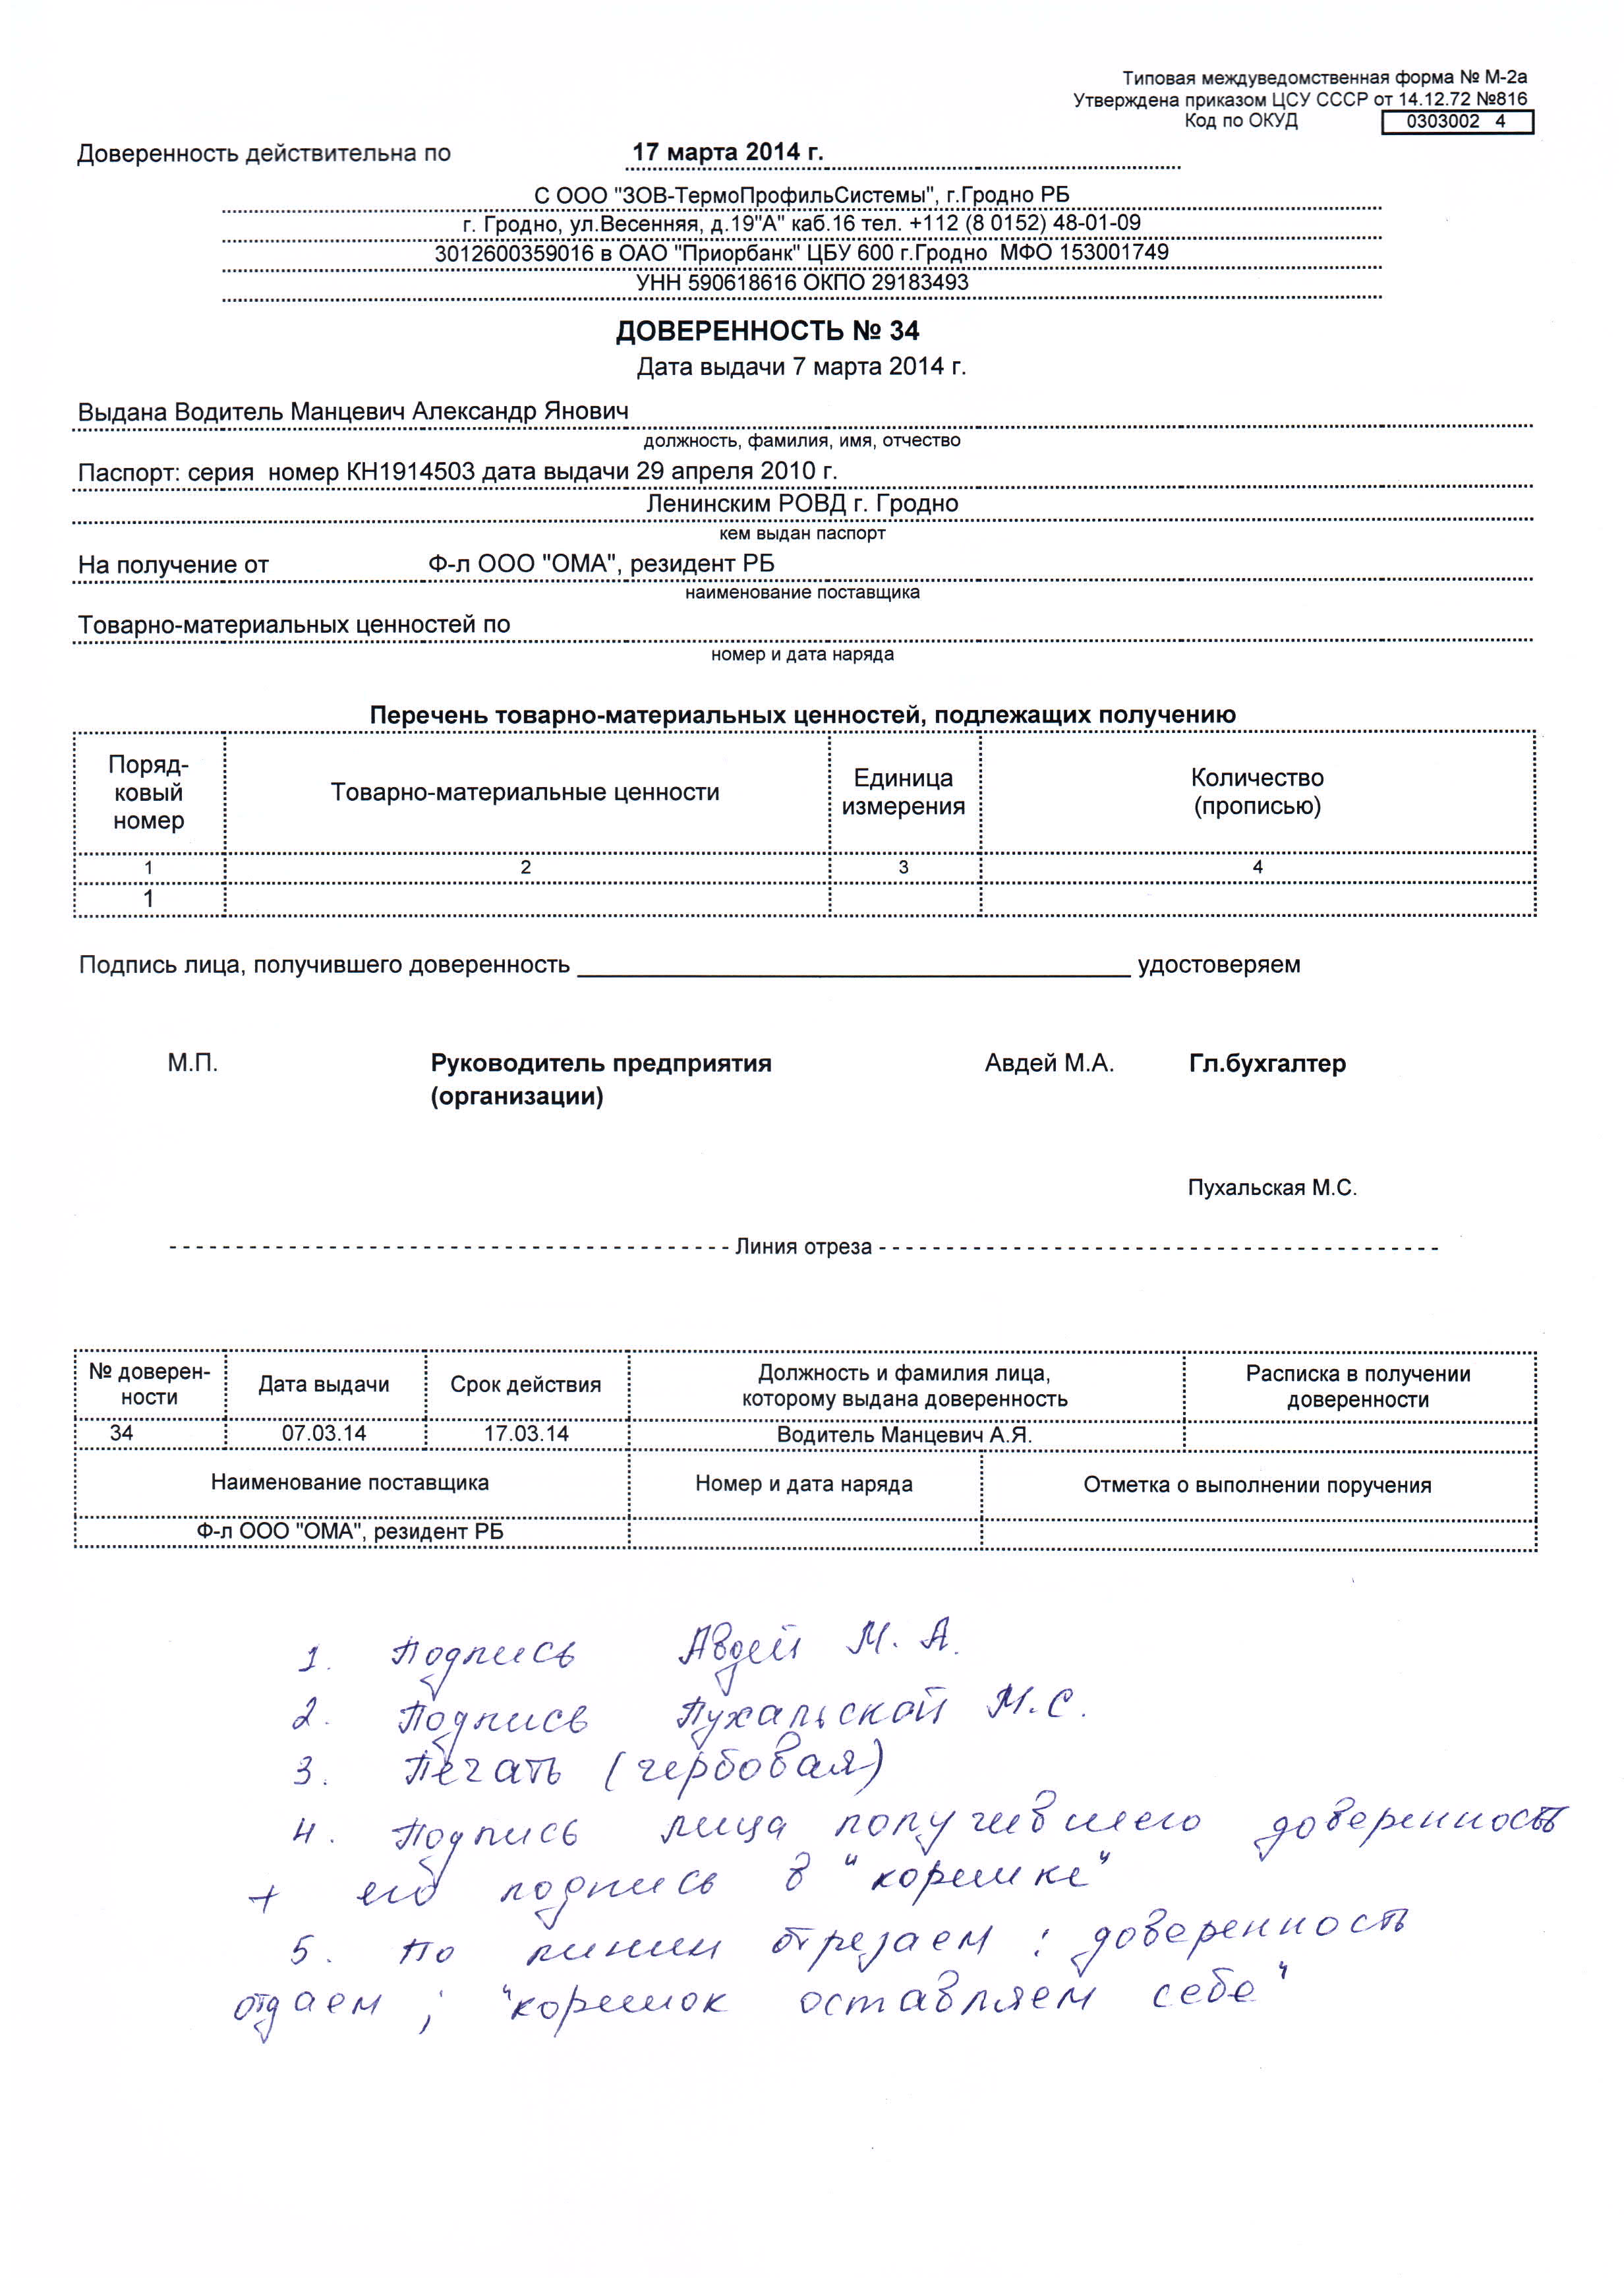 Типовая междуведомственная форма № М-2а
Утверждена приказом ЦСУ СССР от 14.12.72 №816
Код по ОКУД 0303002 4
Доверенность действительна по 17 марта 2014 г.
С ООО "ЗОВ-ТермоПрофильСистемы", г.Гродно РБ
г. Гродно, ул.Весенняя, д.19"А" каб.16 тел. +112 (8 0152) 48-01-09
3012600359016 в ОАО "Приорбанк" ЦБУ 600 г.Гродно МФО 153001749
УНН 590618616 ОКПО 29183493
ДОВЕРЕННОСТЬ № 34
Дата выдачи 7 марта 2014 г.
Выдана Водитель Манцевич Александр Янович
должность, фамилия, имя, отчество
Паспорт: серия номер КН1914503 дата выдачи 29 апреля 2010 г.
Ленинским РОВД г. Гродно
кем выдан паспорт
На получение от Ф-л ООО "ОМА", резидент РБ
наименование поставщика
Товарно-материальных ценностей по
номер и дата наряда
Перечень товарно-материальных ценностей, подлежащих получению
Поряд-
ковый
номер
Товарно-материальные ценности
Единица
измерения
Количество
(прописью)
1 2 3 4
1
Подпись лица, получившего доверенность удостоверяем
М.П. Руководитель предприятия Авдей М.А. Гл.бухгалтер
(организации)
Пухальская М.С.
Линия отреза
№ доверен-
ности
Дата выдачи
Срок действия
Должность и фамилия лица,
которому выдана доверенность
Расписка в получении
доверенности
34 07.03.14 17.03.14 Водитель Манцевич А.Я.
Наименование поставщика Номер и дата наряда Отметка о выполнении поручения
Ф-л ООО "ОМА", резидент РБ
1. Подпись Авдей М. А.
2. Подпись Пухальской М.С.
3. Печать (гербовая)
4. Подпись лица получившего доверенность
+ его подпись в "корешке"
5. По линии отрезаем : доверенность
отдаем ; "корешок оставляем себе"